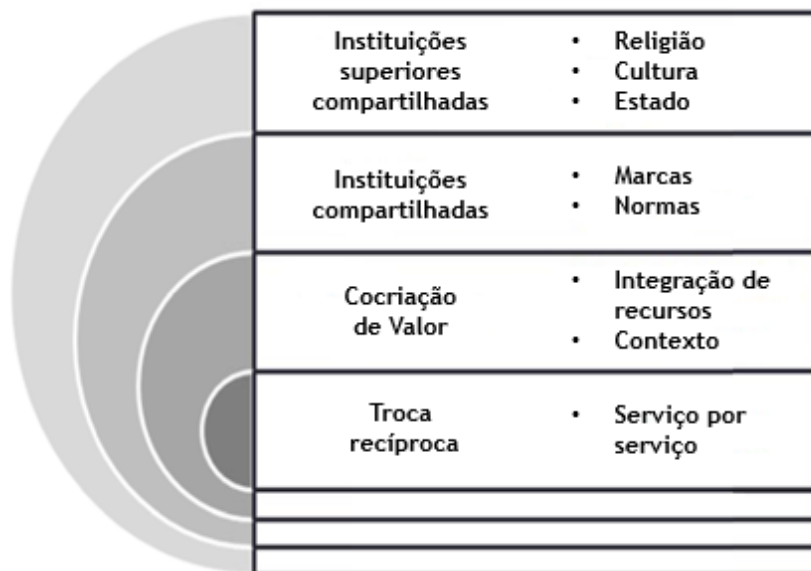 Instituições
superiores
compartilhadas
• Religião
• Cultura
• Estado
Instituições
compartilhadas
• Marcas
• Normas
Cocriação
de Valor
• Integração de
recursos
• Contexto
Troca
recíproca
• Serviço por
serviço